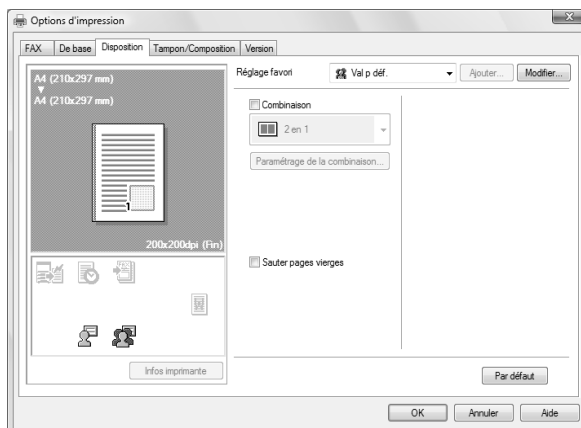 Options d'impression
FAX De base Disposition Tampon/Composition Version
A4 (210x297 mm)
A4 (210x297 mm)
1
200x200dpi (Fin)
Infos imprimante
Réglage favori Val p déf. Ajouter... Modifier...
Combinaison
2 en 1
Paramétrage de la combinaison...
Sauter pages vierges
Par défaut
OK Annuler Aide